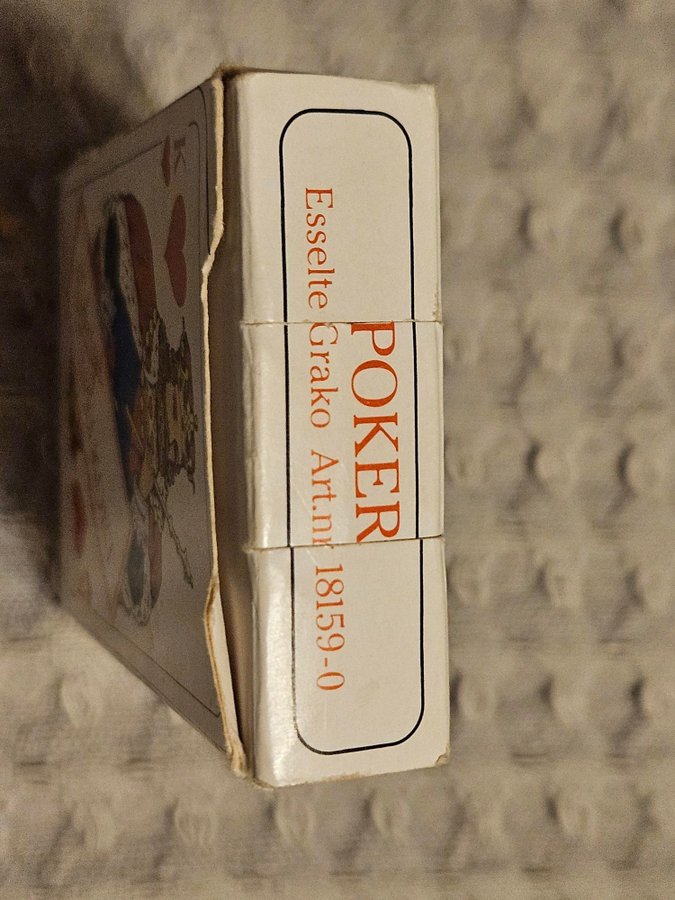 POKER
Esselte Grako Art.nr 18159-0
K